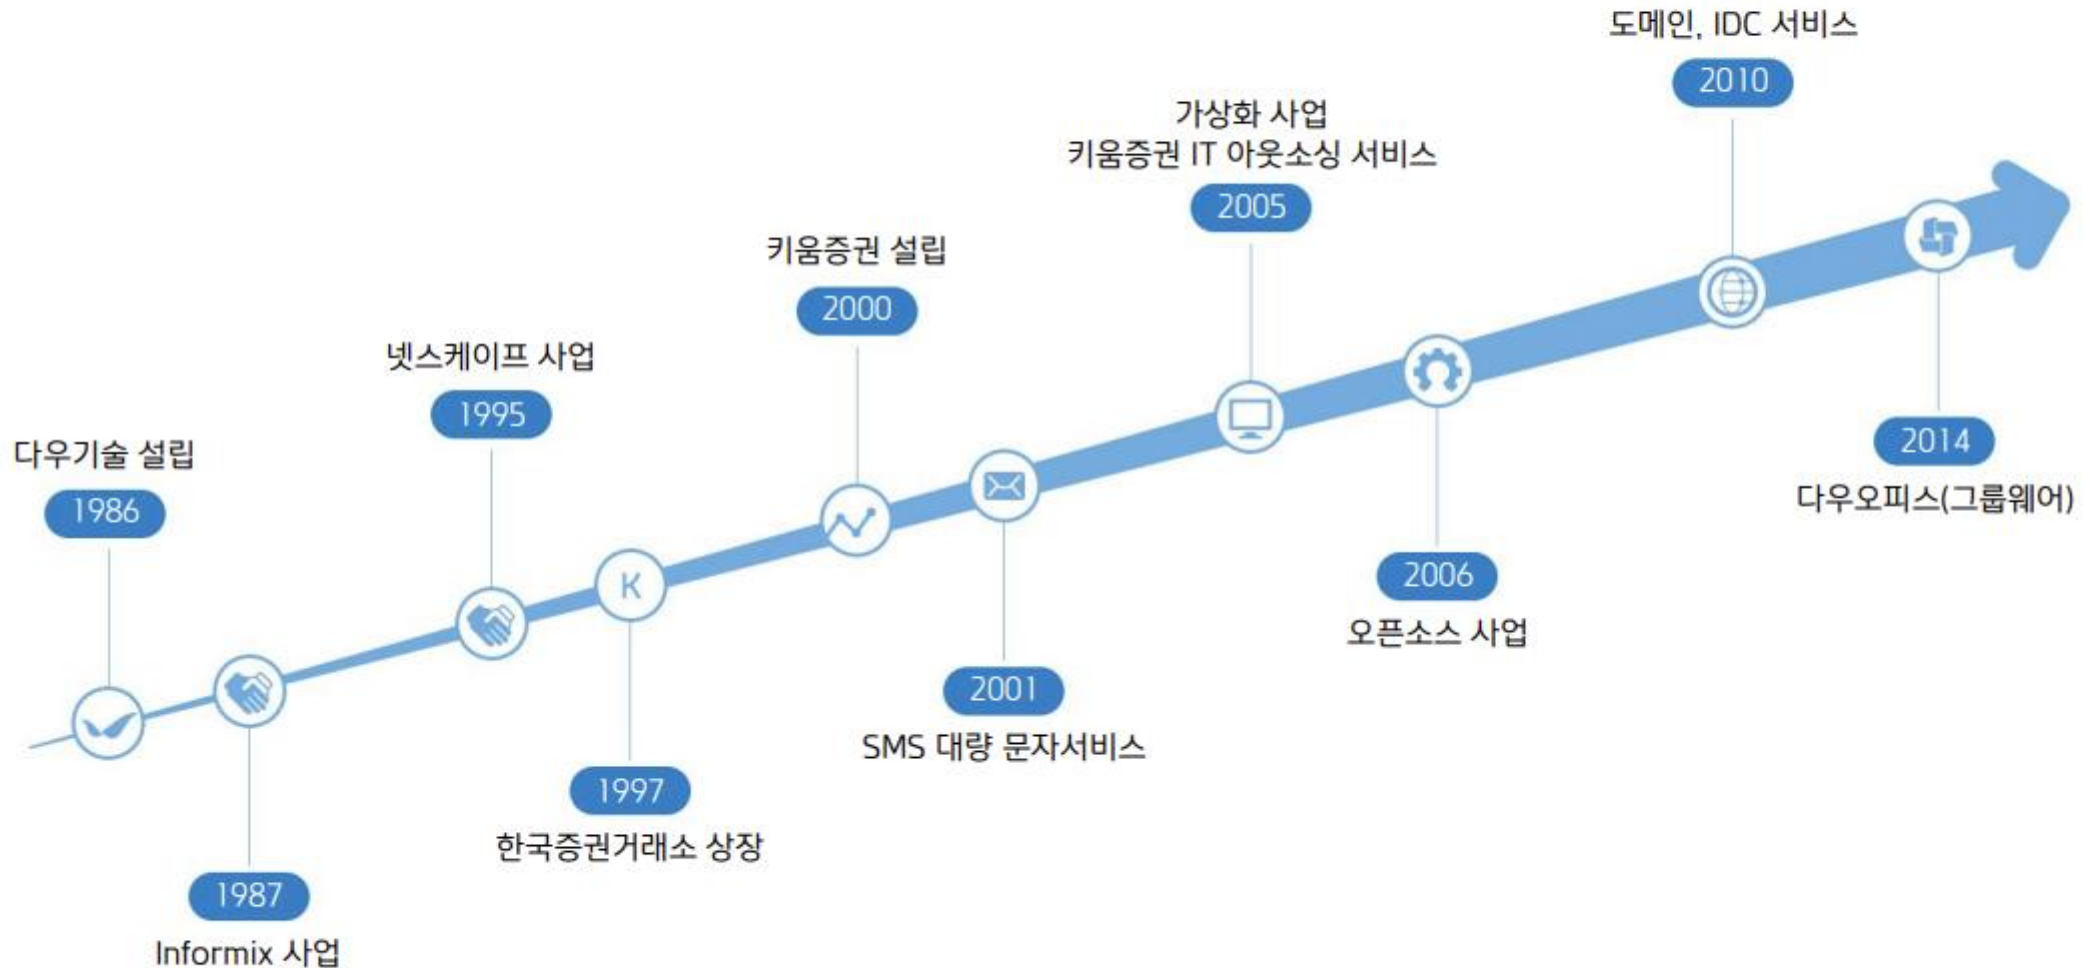 다우기술 설립
1986
1987
Informix 사업
넷스케이프 사업
1995
K
1997
한국증권거래소 상장
키움증권 설립
2000
2001
SMS 대량 문자서비스
가상화 사업
키움증권 IT 아웃소싱 서비스
2005
2006
오픈소스 사업
도메인, IDC 서비스
2010
2014
다우오피스(그룹웨어)